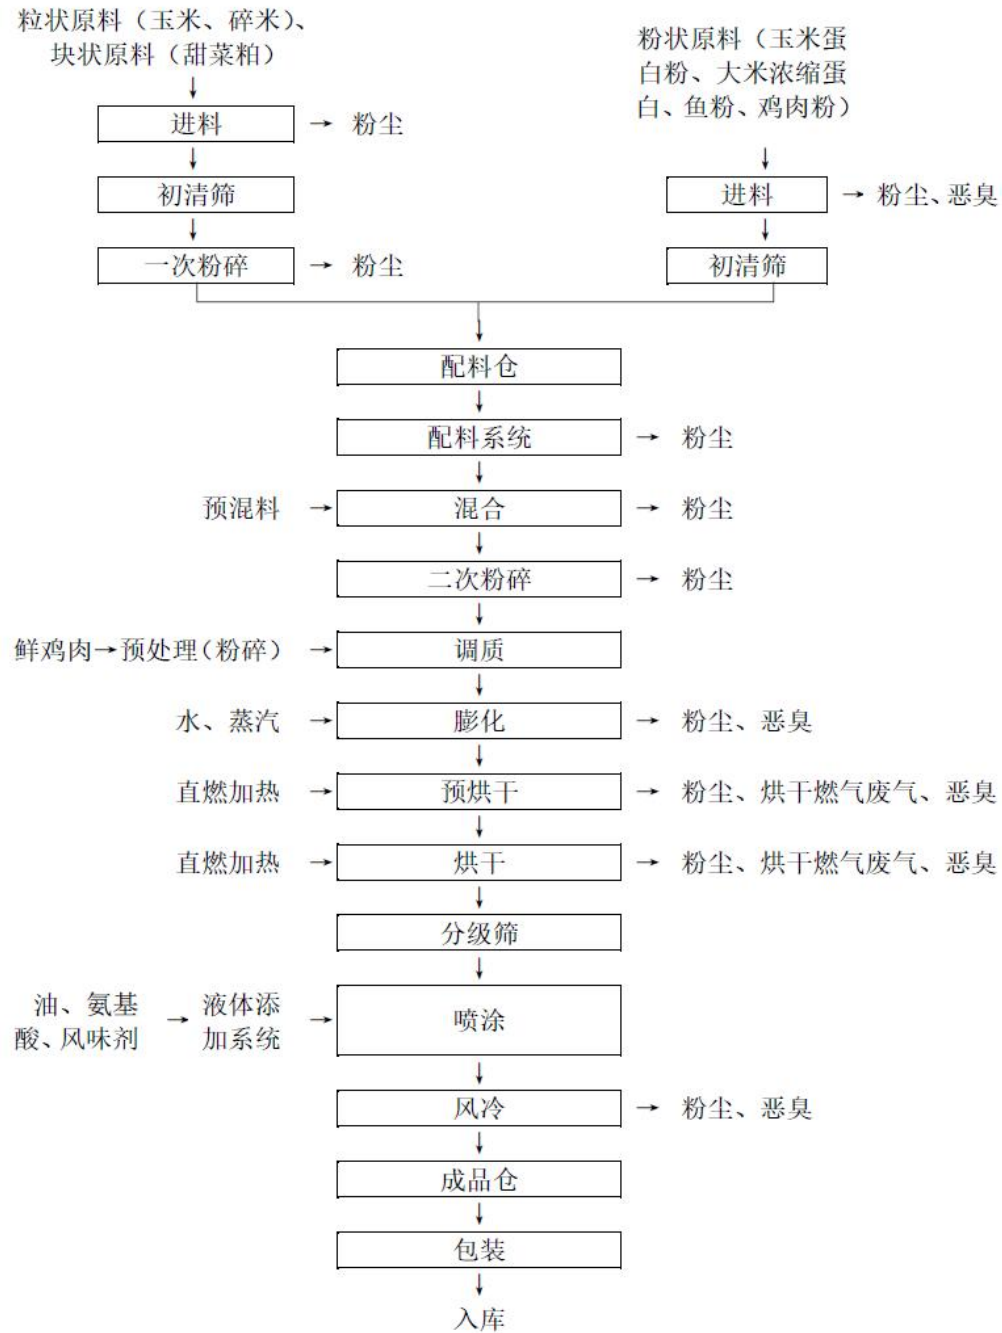 粒状原料（玉米、碎米）、
块状原料（甜菜粕）
粉状原料（玉米蛋
白粉、大米浓缩蛋
白、鱼粉、鸡肉粉）
进料 → 粉尘
初清筛
进料 → 粉尘、恶臭
一次粉碎 → 粉尘
初清筛
配料仓
配料系统 → 粉尘
预混料 → 混合 → 粉尘
二次粉碎 → 粉尘
鲜鸡肉→预处理（粉碎） → 调质
水、蒸汽 → 膨化 → 粉尘、恶臭
直燃加热 → 预烘干 → 粉尘、烘干燃气废气、恶臭
直燃加热 → 烘干 → 粉尘、烘干燃气废气、恶臭
分级筛
油、氨基
酸、风味剂
→ 液体添
加系统
→ 喷涂
风冷 → 粉尘、恶臭
成品仓
包装
入库